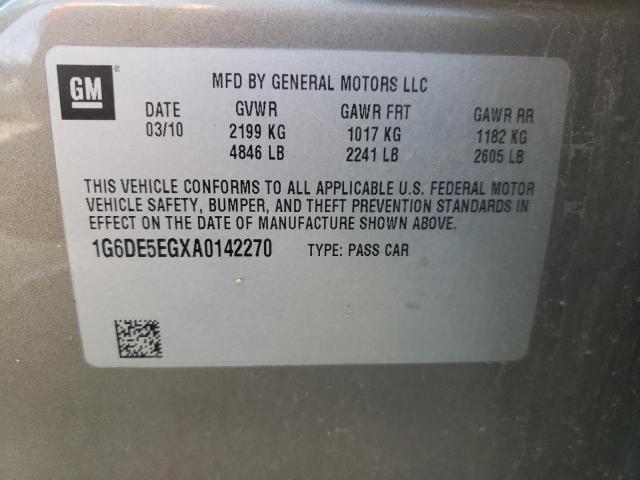 GM ®
MFD BY GENERAL MOTORS LLC
DATE GVWR GAWR FRT GAWR RR
03/10 2199 KG 1017 KG 1182 KG
4846 LB 2241 LB 2605 LB
THIS VEHICLE CONFORMS TO ALL APPLICABLE U.S. FEDERAL MOTOR
VEHICLE SAFETY, BUMPER, AND THEFT PREVENTION STANDARDS IN
EFFECT ON THE DATE OF MANUFACTURE SHOWN ABOVE.
1G6DE5EGXA0142270 TYPE: PASS CAR